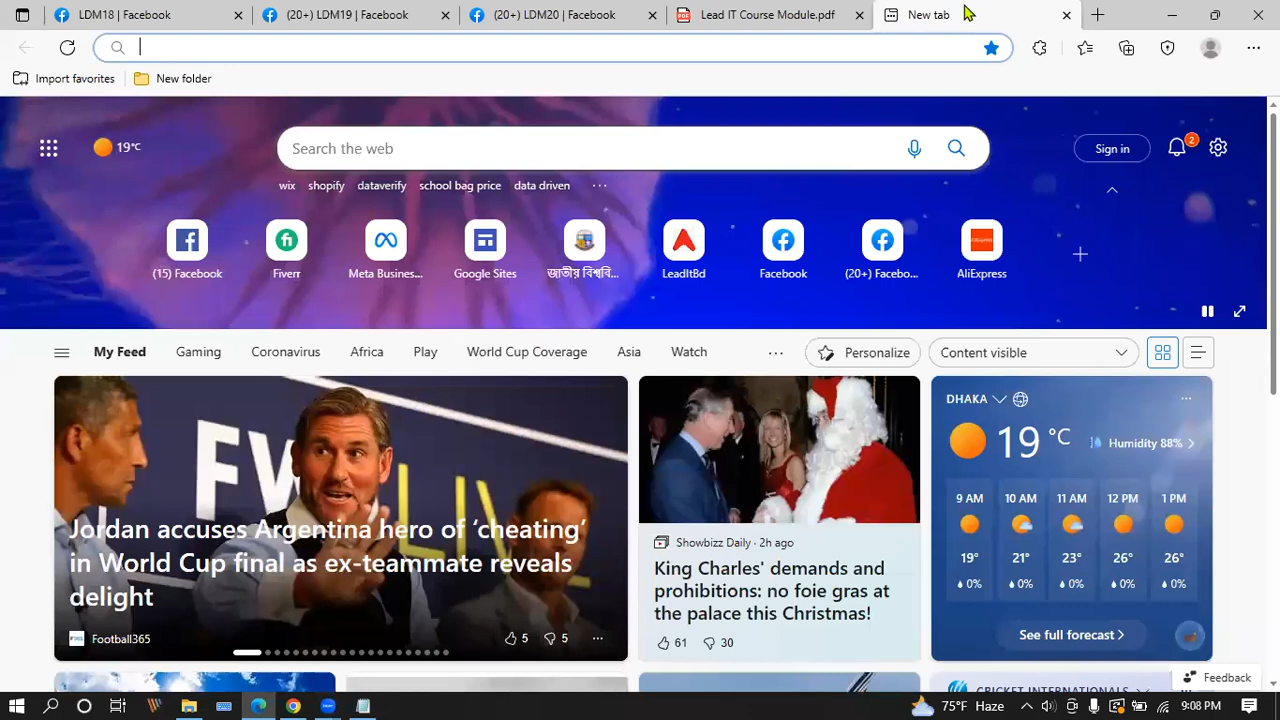 LDM18 | Facebook
(20+) LDM19 | Facebook
(20+) LDM20 | Facebook
Lead IT Course Module.pdf
New tab
Import favorites
New folder
19°C
Search the web
Sign in
2
wix
shopify
dataverify
school bag price
data driven
(15) Facebook
Fiverr
Meta Busines...
Google Sites
জাতীয় বিশ্ববি...
LeadItBd
Facebook
(20+) Facebo...
AliExpress
My Feed
Gaming
Coronavirus
Africa
Play
World Cup Coverage
Asia
Watch
Personalize
Content visible
Jordan accuses Argentina hero of ‘cheating’
in World Cup final as ex-teammate reveals
delight
Football365
5
5
Showbizz Daily · 2h ago
King Charles' demands and
prohibitions: no foie gras at
the palace this Christmas!
61
30
DHAKA
19 °C
Humidity 88%
9 AM 10 AM 11 AM 12 PM 1 PM
19° 21° 23° 26° 26°
0% 0% 0% 0% 0%
See full forecast
CRICKET INTERNATIONALS
Feedback
75°F Haze
9:08 PM